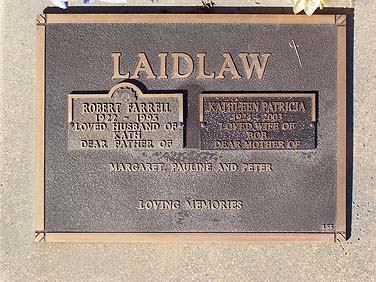 LAIDLAW
ROBERT FARRELL
1922 - 1995
LOVED HUSBAND OF
KATH
DEAR FATHER OF
KATHLEEN PATRICIA
1924 - 2003
LOVED WIFE OF
BOB
DEAR MOTHER OF
MARGARET, PAULINE AND PETER
LOVING MEMORIES